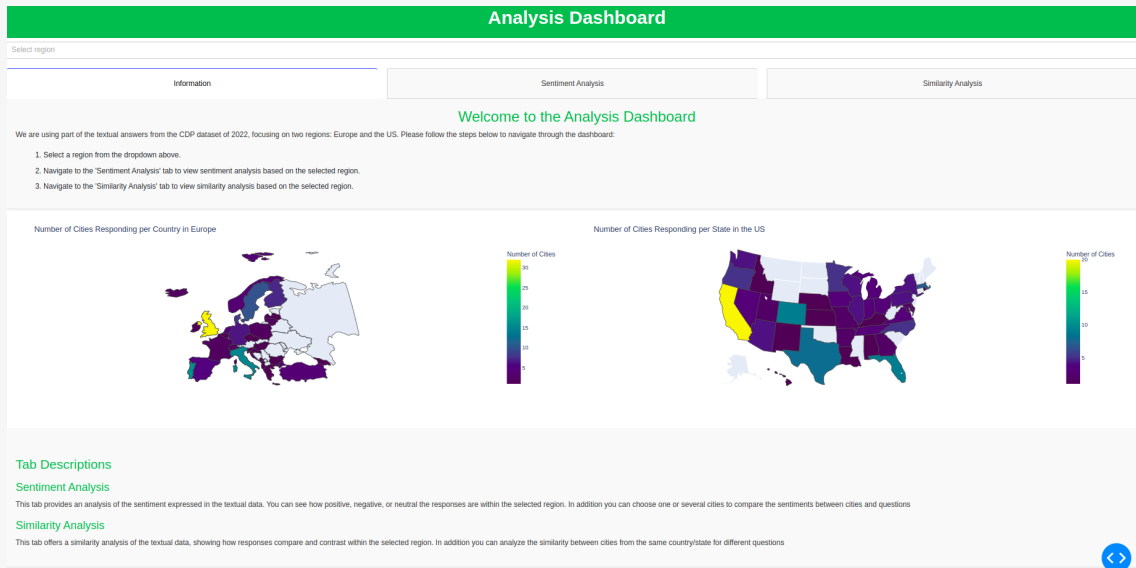 Analysis Dashboard
Select region
Information
Sentiment Analysis
Similarity Analysis
Welcome to the Analysis Dashboard
We are using part of the textual answers from the CDP dataset of 2022, focusing on two regions: Europe and the US. Please follow the steps below to navigate through the dashboard:
1. Select a region from the dropdown above.
2. Navigate to the 'Sentiment Analysis' tab to view sentiment analysis based on the selected region.
3. Navigate to the 'Similarity Analysis' tab to view similarity analysis based on the selected region.
Number of Cities Responding per Country in Europe
Number of Cities
30
25
20
15
10
5
Number of Cities Responding per State in the US
Number of Cities
20
15
10
5
Tab Descriptions
Sentiment Analysis
This tab provides an analysis of the sentiment expressed in the textual data. You can see how positive, negative, or neutral the responses are within the selected region. In addition you can choose one or several cities to compare the sentiments between cities and questions
Similarity Analysis
This tab offers a similarity analysis of the textual data, showing how responses compare and contrast within the selected region. In addition you can analyze the similarity between cities from the same country/state for different questions